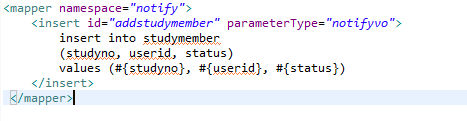 <mapper namespace="notify">
<insert id="addstudymember" parameterType="notifyvo">
insert into studymember
(studyno, userid, status)
values (#{studyno}, #{userid}, #{status})
</insert>
</mapper>